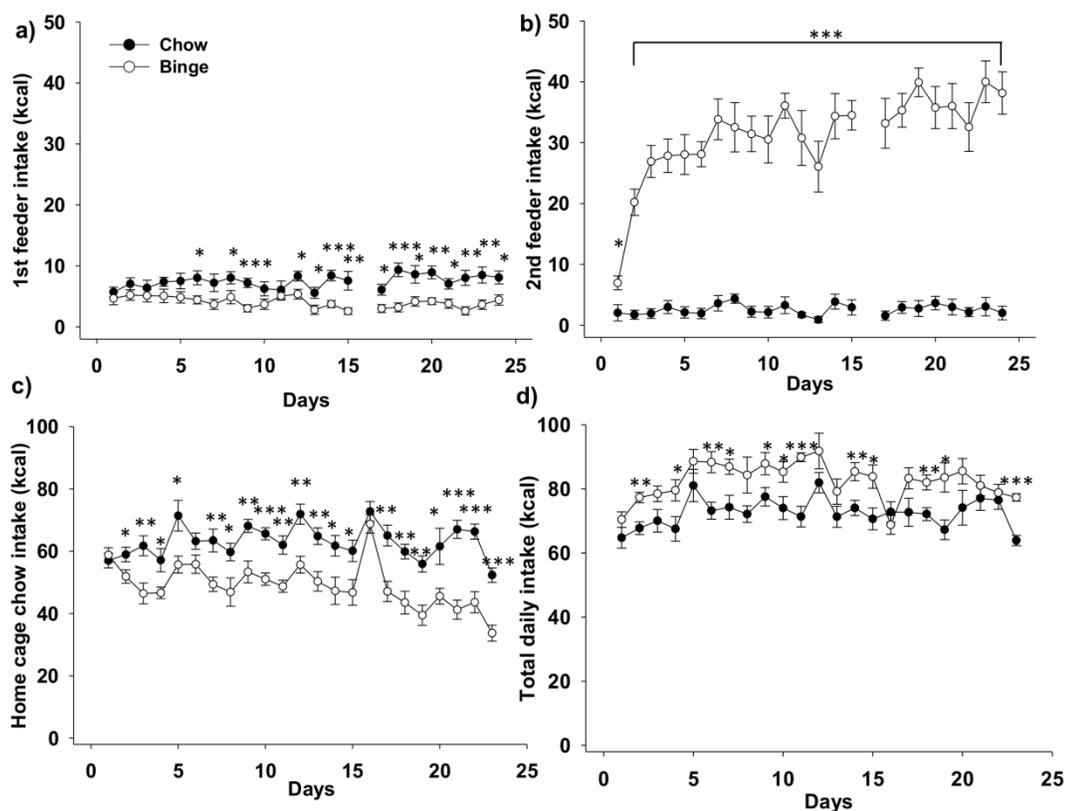 a)
50
40
30
20
10
0
1st feeder intake (kcal)
Chow
Binge
* * *** * * *** ** * *** * ** * ** ** *
0 5 10 15 20 25
Days
b)
50
40
30
20
10
0
2nd feeder intake (kcal)
***
*
0 5 10 15 20 25
Days
c)
100
80
60
40
20
0
Home cage chow intake (kcal)
* ** * * ** * ** *** ** ** ** * * ** ** ** * *** *** ***
0 5 10 15 20 25
Days
d)
100
80
60
40
20
0
Total daily intake (kcal)
** * ** * * * *** ** * ** * ***
0 5 10 15 20 25
Days